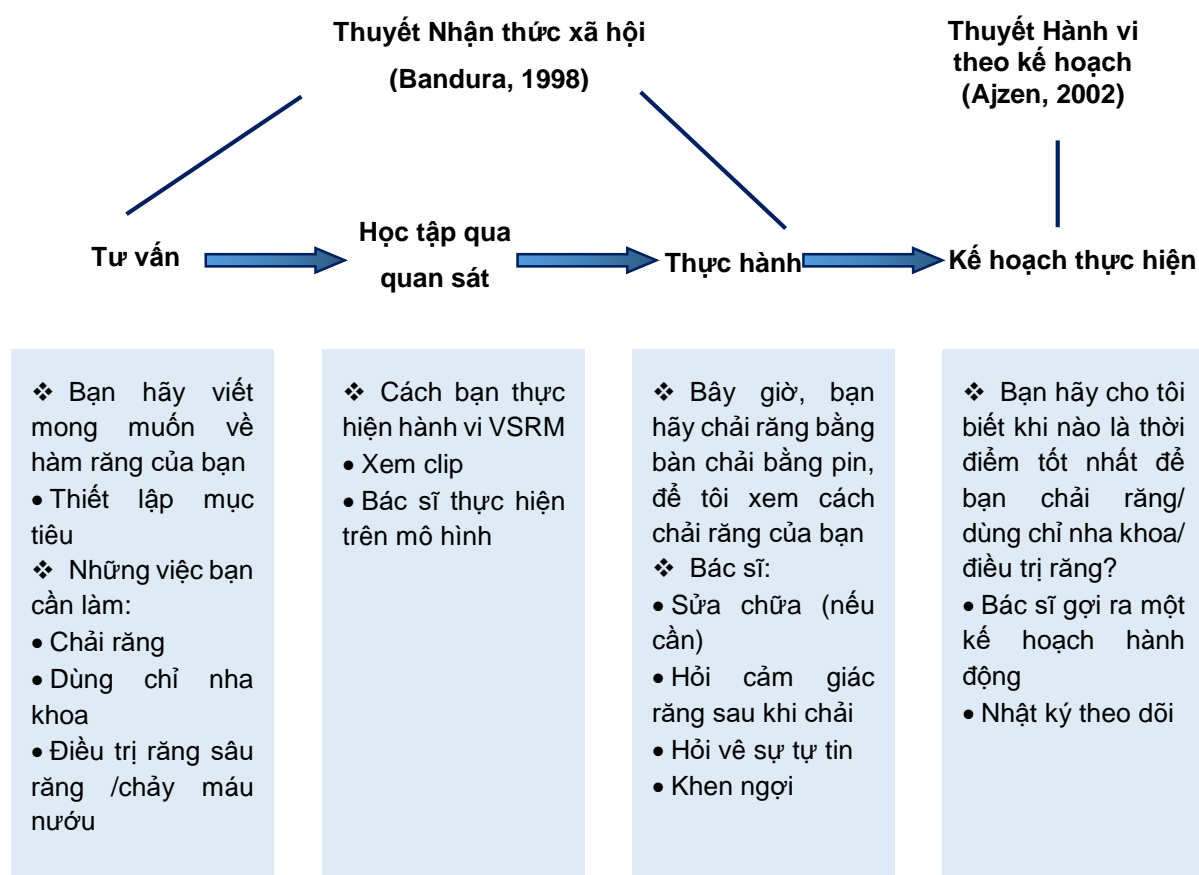 Thuyết Nhận thức xã hội
(Bandura, 1998)
Thuyết Hành vi
theo kế hoạch
(Ajzen, 2002)
Tư vấn
Học tập qua
quan sát
Thực hành
Kế hoạch thực hiện
❖ Bạn hãy viết
mong muốn về
hàm răng của bạn
• Thiết lập mục
tiêu
❖ Những việc bạn
cần làm:
• Chải răng
• Dùng chỉ nha
khoa
• Điều trị răng sâu
răng /chảy máu
nướu
❖ Cách bạn thực
hiện hành vi VSRM
• Xem clip
• Bác sĩ thực hiện
trên mô hình
❖ Bây giờ, bạn
hãy chải răng bằng
bàn chải bằng pin,
để tôi xem cách
chải răng của bạn
❖ Bác sĩ:
• Sửa chữa (nếu
cần)
• Hỏi cảm giác
răng sau khi chải
• Hỏi vê sự tự tin
• Khen ngợi
❖ Bạn hãy cho tôi
biết khi nào là thời
điểm tốt nhất để
bạn chải răng/
dùng chỉ nha khoa/
điều trị răng?
• Bác sĩ gợi ra một
kế hoạch hành
động
• Nhật ký theo dõi